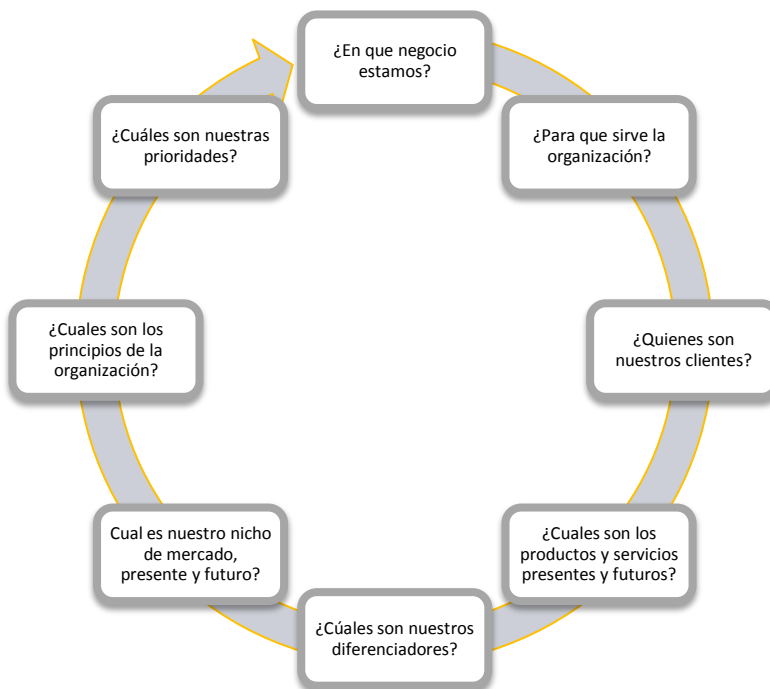 ¿En que negocio
estamos?
¿Para que sirve la
organización?
¿Quienes son
nuestros clientes?
¿Cuales son los
productos y servicios
presentes y futuros?
¿Cúales son nuestros
diferenciadores?
Cual es nuestro nicho
de mercado,
presente y futuro?
¿Cuales son los
principios de la
organización?
¿Cuáles son nuestras
prioridades?